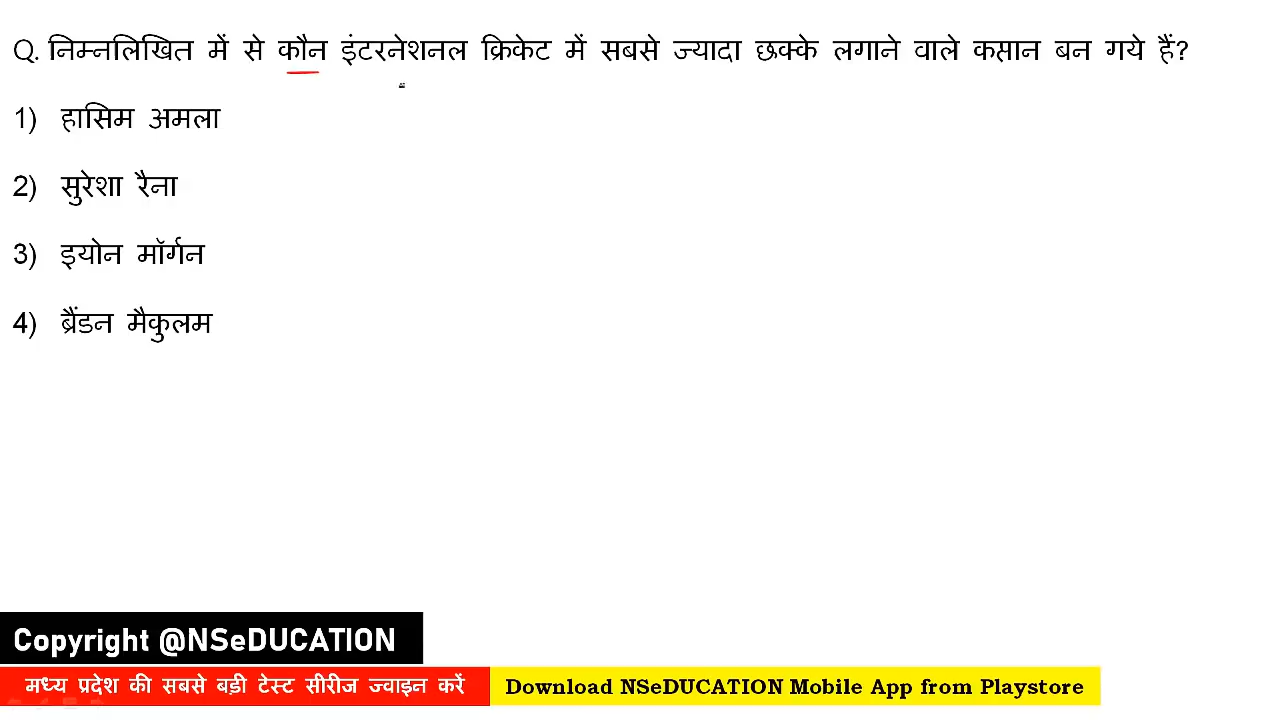 Q. निम्नलिखित में से कौन इंटरनेशनल क्रिकेट में सबसे ज्यादा छक्के लगाने वाले कप्तान बन गये हैं?
1) हासिम अमला
2) सुरेशा रैना
3) इयोन मॉर्गन
4) ब्रैंडन मैकुलम
Copyright @NSeDUCATION
मध्य प्रदेश की सबसे बड़ी टेस्ट सीरीज ज्वाइन करें
Download NSeDUCATION Mobile App from Playstore